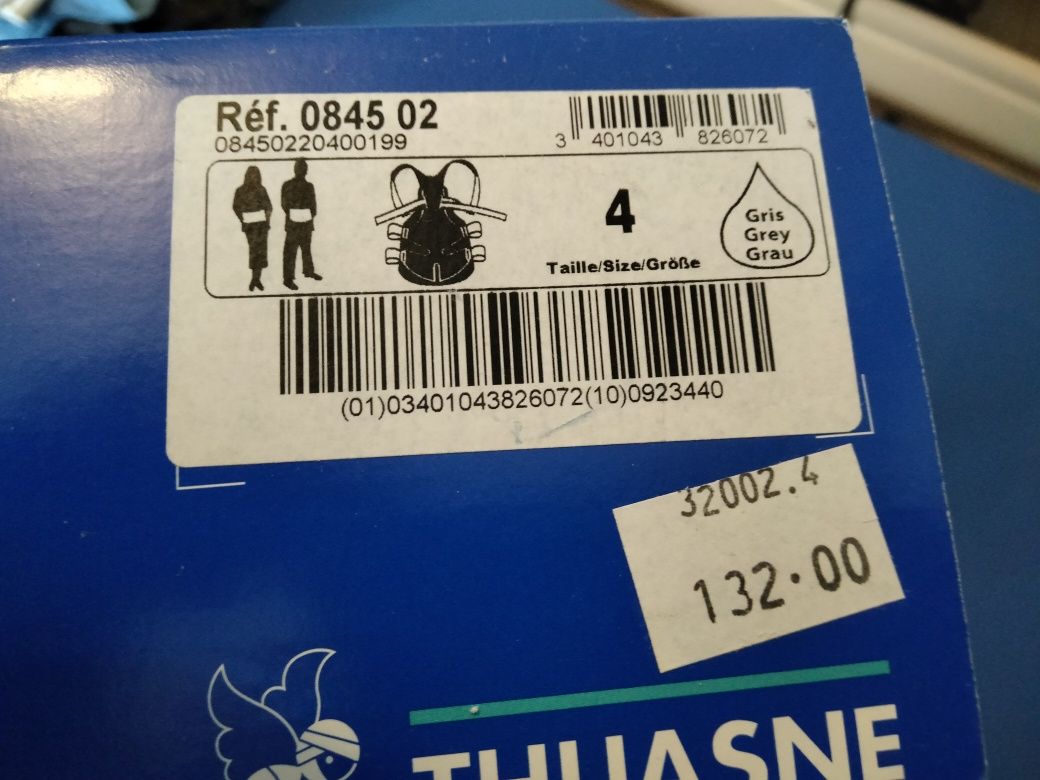 Réf. 0845 02
08450220400199
3 401043 826072
4
Taille/Size/Größe
Gris
Grey
Grau
(01)03401043826072(10)0923440
32002.4
132.00
THUASNE